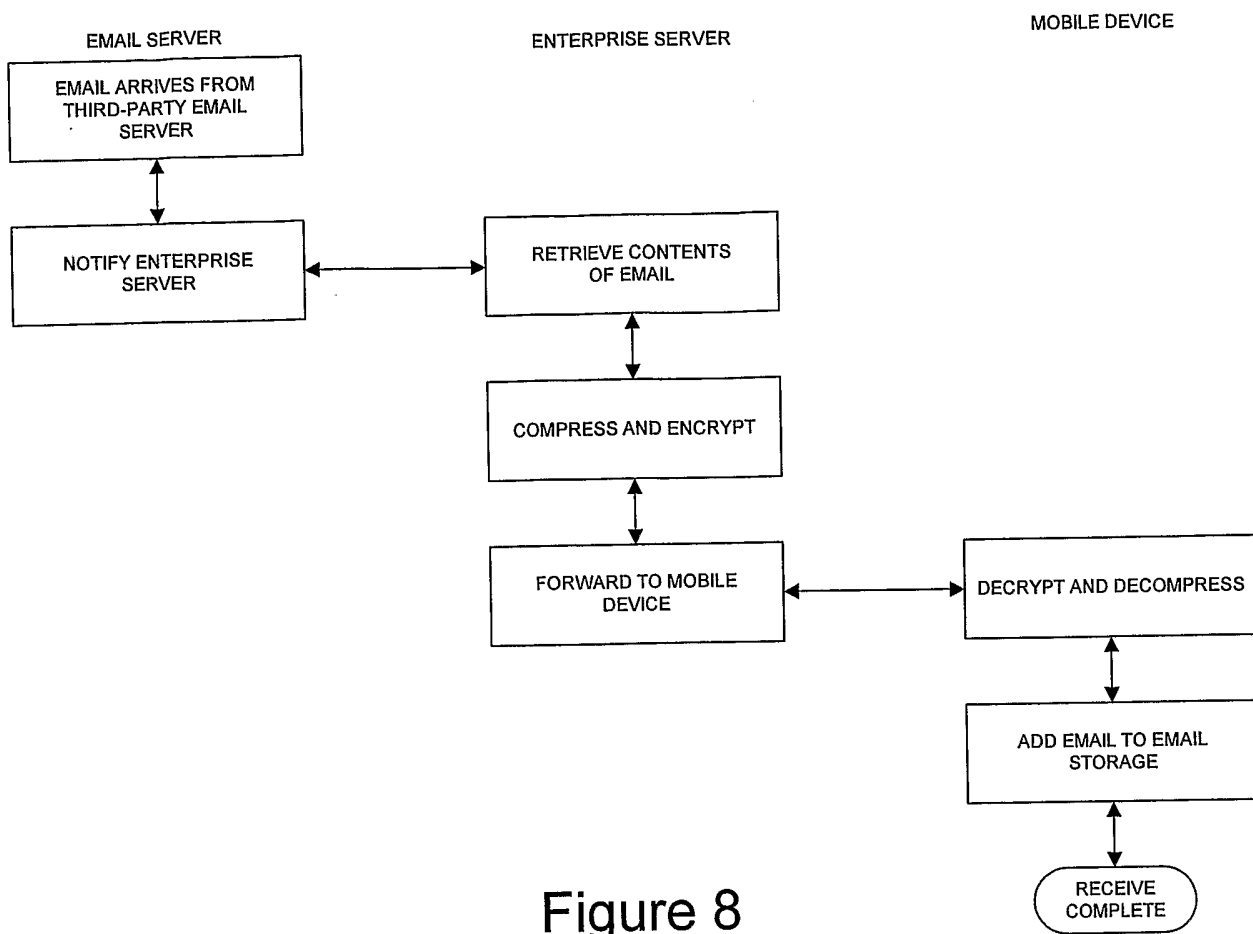 EMAIL SERVER
ENTERPRISE SERVER
MOBILE DEVICE
EMAIL ARRIVES FROM
THIRD-PARTY EMAIL
SERVER
NOTIFY ENTERPRISE
SERVER
RETRIEVE CONTENTS
OF EMAIL
COMPRESS AND ENCRYPT
FORWARD TO MOBILE
DEVICE
DECRYPT AND DECOMPRESS
ADD EMAIL TO EMAIL
STORAGE
RECEIVE
COMPLETE
Figure 8